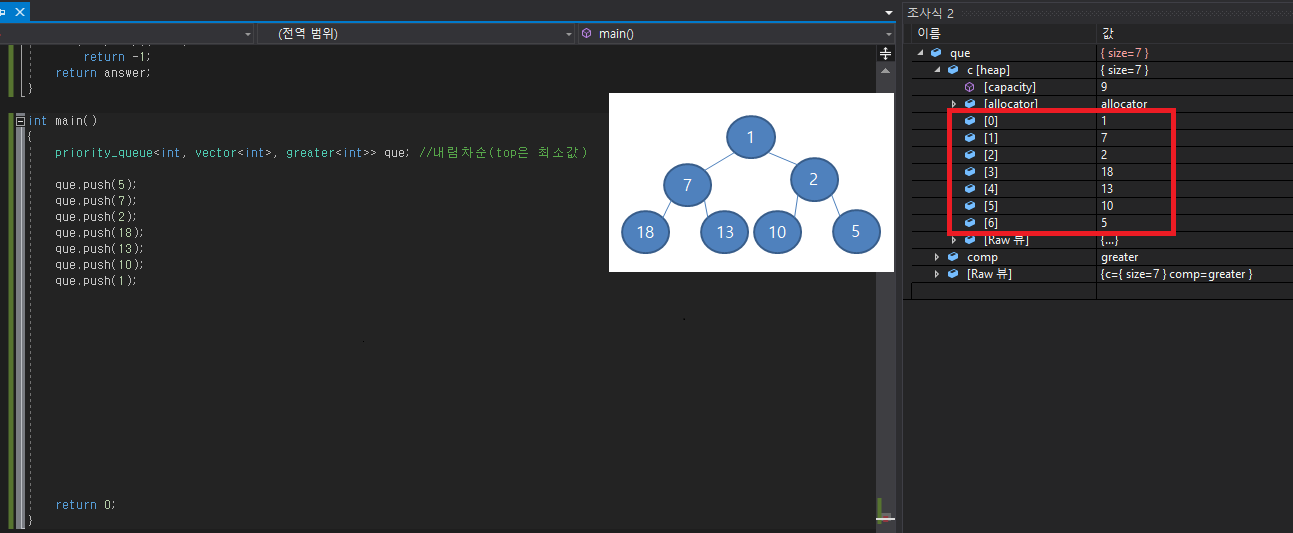 (전역 범위)
main()
return -1;
return answer;
}
int main()
{
priority_queue<int, vector<int>, greater<int>> que; //내림차순(top은 최소값)
que.push(5);
que.push(7);
que.push(2);
que.push(18);
que.push(13);
que.push(10);
que.push(1);
return 0;
}
1
7
2
18
13
10
5
조사식 2
이름 값
que { size=7 }
c [heap] { size=7 }
[capacity] 9
[allocator] allocator
[0] 1
[1] 7
[2] 2
[3] 18
[4] 13
[5] 10
[6] 5
[Raw 뷰] {...}
comp greater
[Raw 뷰] {c={ size=7 } comp=greater }